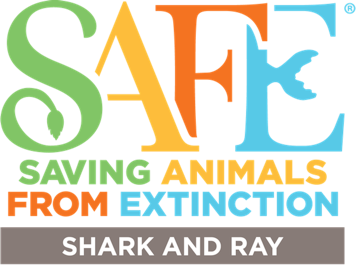 SAFE®
SAVING ANIMALS
FROM EXTINCTION
SHARK AND RAY